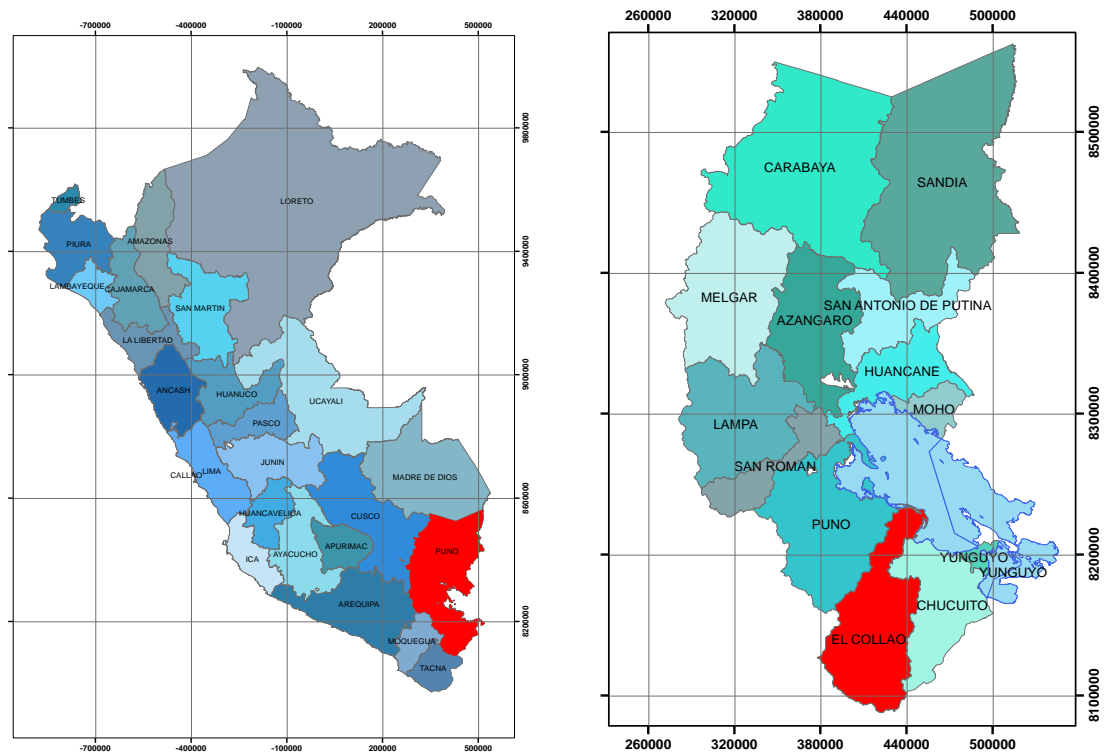 -700000 -400000 -100000 200000 500000
9800000
LORETO
TUMBES
PIURA
AMAZONAS
9400000
LAMBAYEQUE
CAJAMARCA
SAN MARTIN
LA LIBERTAD
9000000
ANCASH
HUANUCO
UCAYALI
PASCO
JUNIN
LIMA
CALLAO
MADRE DE DIOS
8600000
HUANCAVELICA
CUSCO
ICA
AYACUCHO
APURIMAC
PUNO
AREQUIPA
8200000
MOQUEGUA
TACNA
-700000 -400000 -100000 200000 500000
260000 320000 380000 440000 500000
8500000
CARABAYA
SANDIA
8400000
MELGAR
SAN ANTONIO DE PUTINA
AZANGARO
HUANCANE
MOHO
8300000
LAMPA
SAN ROMAN
PUNO
8200000
YUNGUYO
YUNGUYO
CHUCUITO
EL COLLAO
8100000
260000 320000 380000 440000 500000